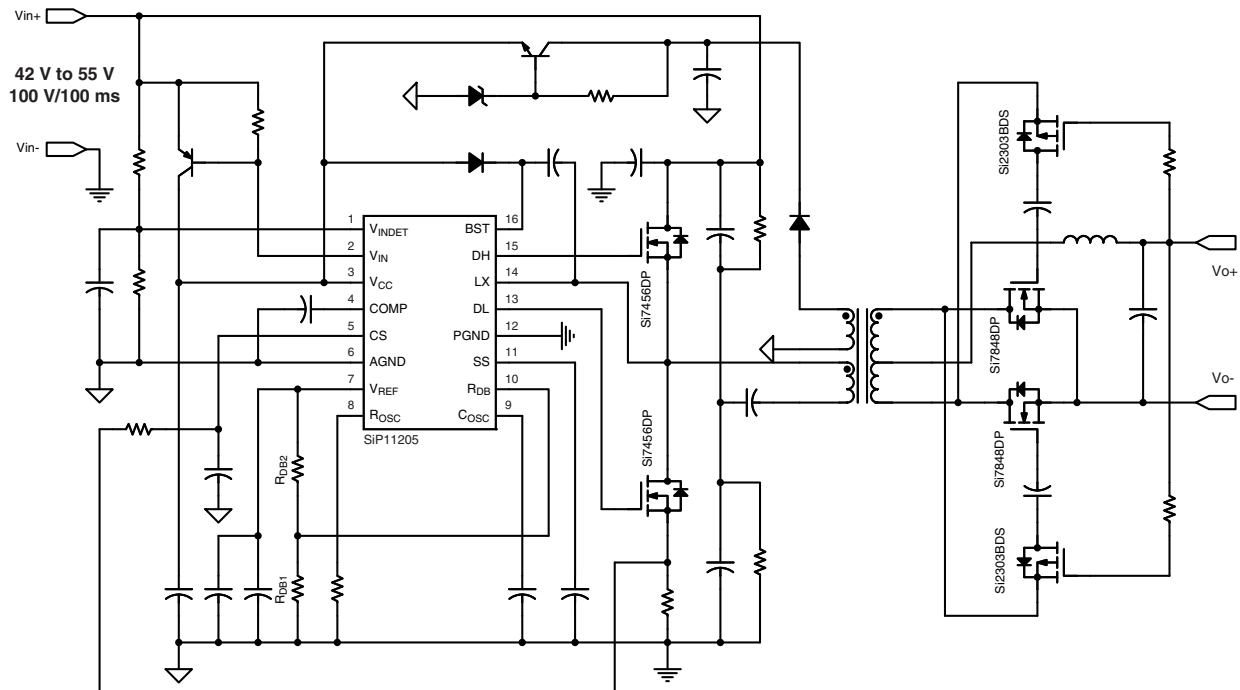 Vin+
42 V to 55 V
100 V/100 ms
Vin-
1 VINDET BST 16
2 VIN DH 15
3 VCC LX 14
4 COMP DL 13
5 CS PGND 12
6 AGND SS 11
7 VREF RDB 10
8 ROSC COSC 9
SiP11205
RDB2
RDB1
Si7456DP
Si7456DP
Si2303BDS
Si7848DP
Si7848DP
Si2303BDS
Vo+
Vo-